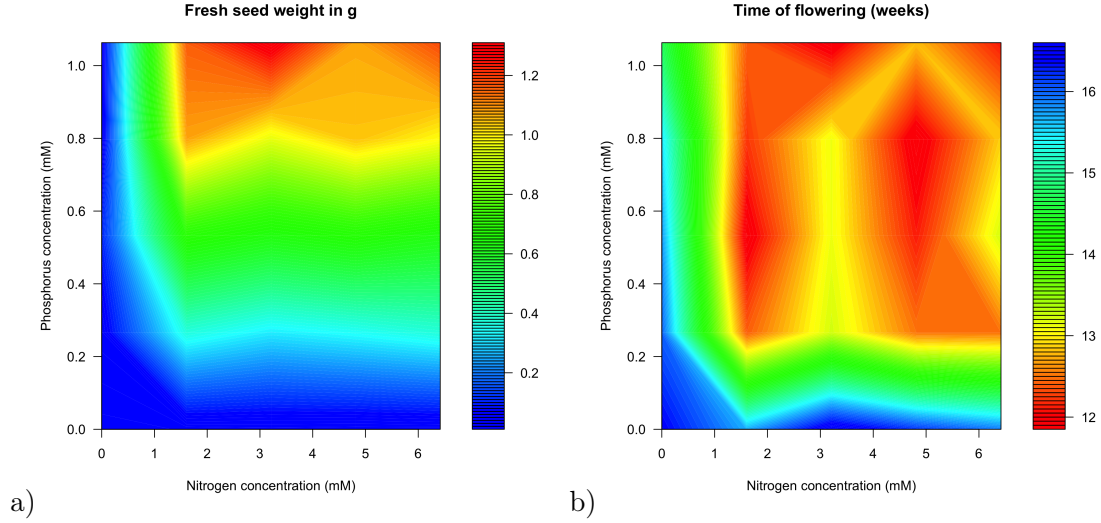 Fresh seed weight in g
1.0
0.8
0.6
0.4
0.2
0.0
Phosphorus concentration (mM)
0 1 2 3 4 5 6
Nitrogen concentration (mM)
1.2
1.0
0.8
0.6
0.4
0.2
a)
Time of flowering (weeks)
1.0
0.8
0.6
0.4
0.2
0.0
Phosphorus concentration (mM)
0 1 2 3 4 5 6
Nitrogen concentration (mM)
16
15
14
13
12
b)